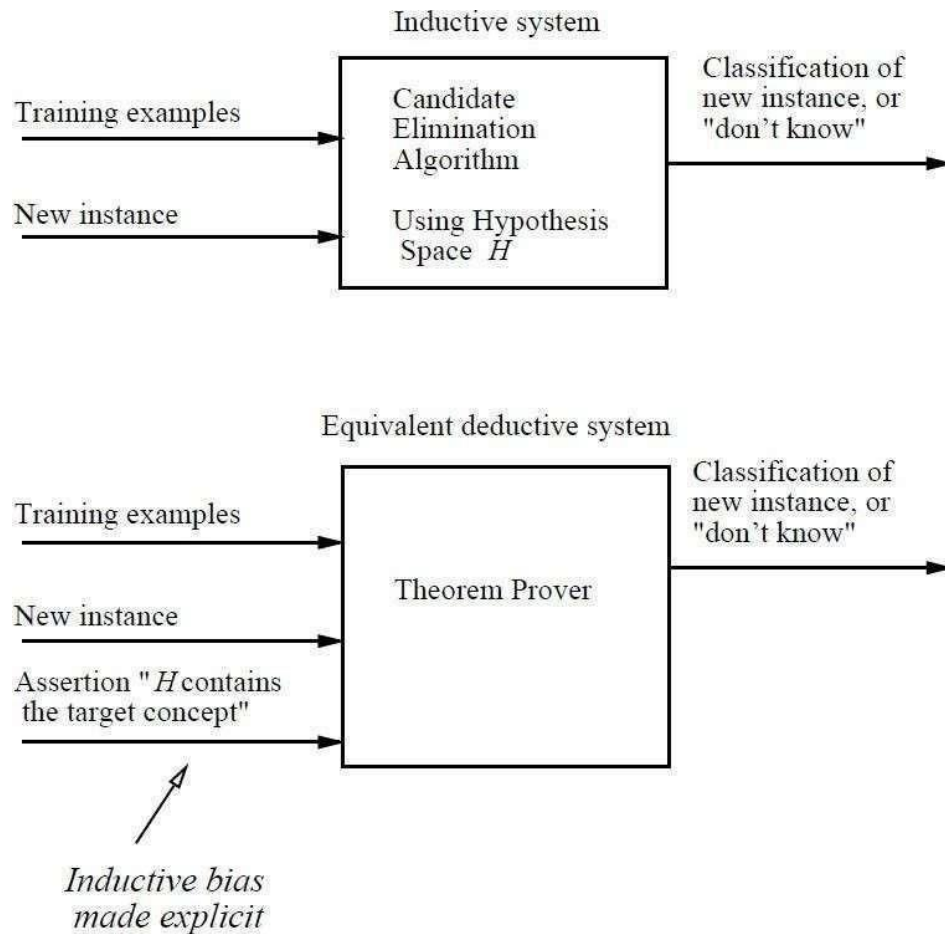 Inductive system
Training examples
New instance
Candidate
Elimination
Algorithm
Using Hypothesis
Space H
Classification of
new instance, or
"don't know"
Equivalent deductive system
Training examples
New instance
Assertion " H contains
the target concept"
Theorem Prover
Classification of
new instance, or
"don't know"
Inductive bias
made explicit